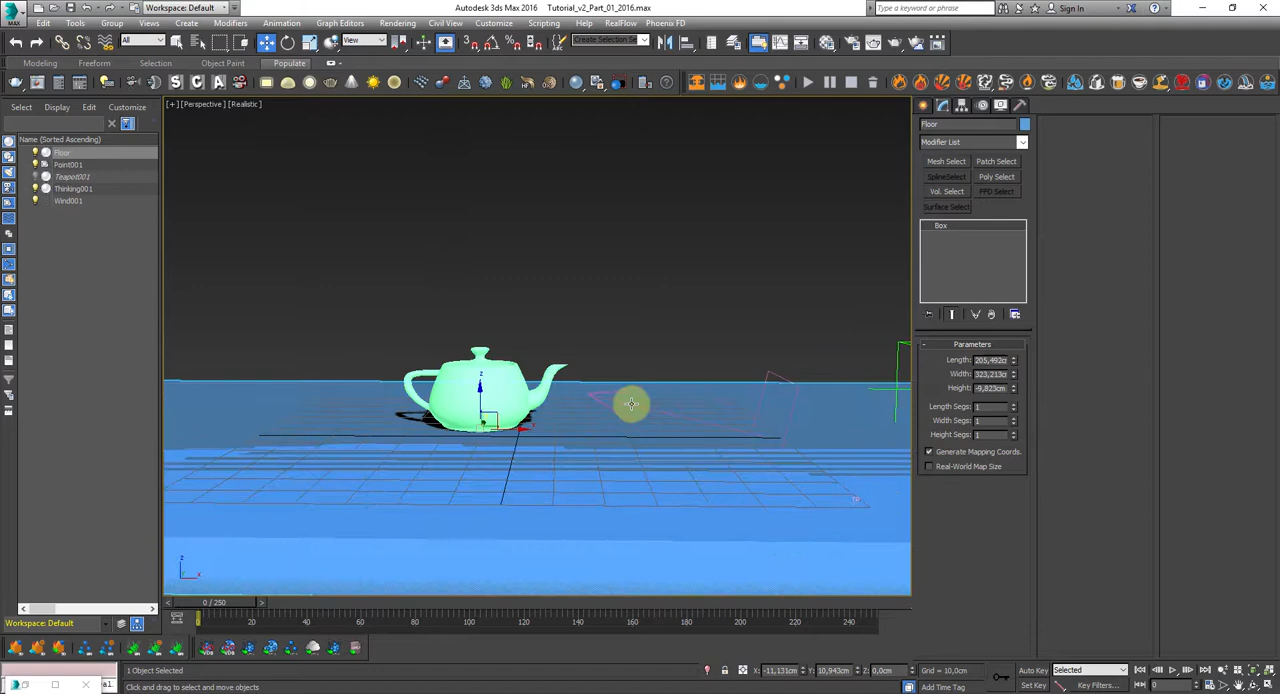 MAX
Workspace: Default
Autodesk 3ds Max 2016
Tutorial_v2_Part_01_2016.max
Type a keyword or phrase
Sign In
Edit
Tools
Group
Views
Create
Modifiers
Animation
Graph Editors
Rendering
Civil View
Customize
Scripting
Help
RealFlow
Phoenix FD
All
View
Create Selection Se
Modeling
Freeform
Selection
Object Paint
Populate
Select
Display
Edit
Customize
Name (Sorted Ascending)
Floor
Point001
Teapot001
Thinking001
Wind001
[+] [Perspective] [Realistic]
Floor
Modifier List
Mesh Select
Patch Select
SplineSelect
Poly Select
Vol. Select
FFD Select
Surface Select
Box
Parameters
Length: 205,492cm
Width: 323,213cm
Height: -9,823cm
Length Segs: 1
Width Segs: 1
Height Segs: 1
Generate Mapping Coords.
Real-World Map Size
z
x
z
x
0 / 250
0
20
40
60
80
100
120
140
160
180
200
220
240
Workspace: Default
1 Object Selected
Click and drag to select and move objects
X: -11,131cm
Y: 10,943cm
Z: 0,0cm
Grid = 10,0cm
Add Time Tag
Auto Key
Selected
Set Key
Key Filters...
0